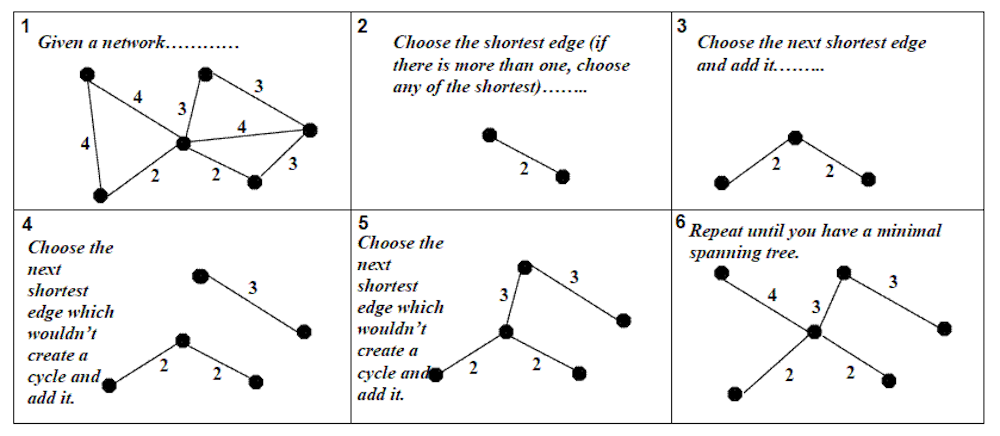 1
Given a network…………
4
3
3
4
4
2
2
3
2
Choose the shortest edge (if
there is more than one, choose
any of the shortest)……..
2
3
Choose the next shortest edge
and add it……...
2
2
4
Choose the
next
shortest
edge which
wouldn’t
create a
cycle and
add it.
3
2
2
5
Choose the
next
shortest
edge which
wouldn’t
create a
cycle and
add it.
3
3
2
2
6
Repeat until you have a minimal
spanning tree.
4
3
3
2
2